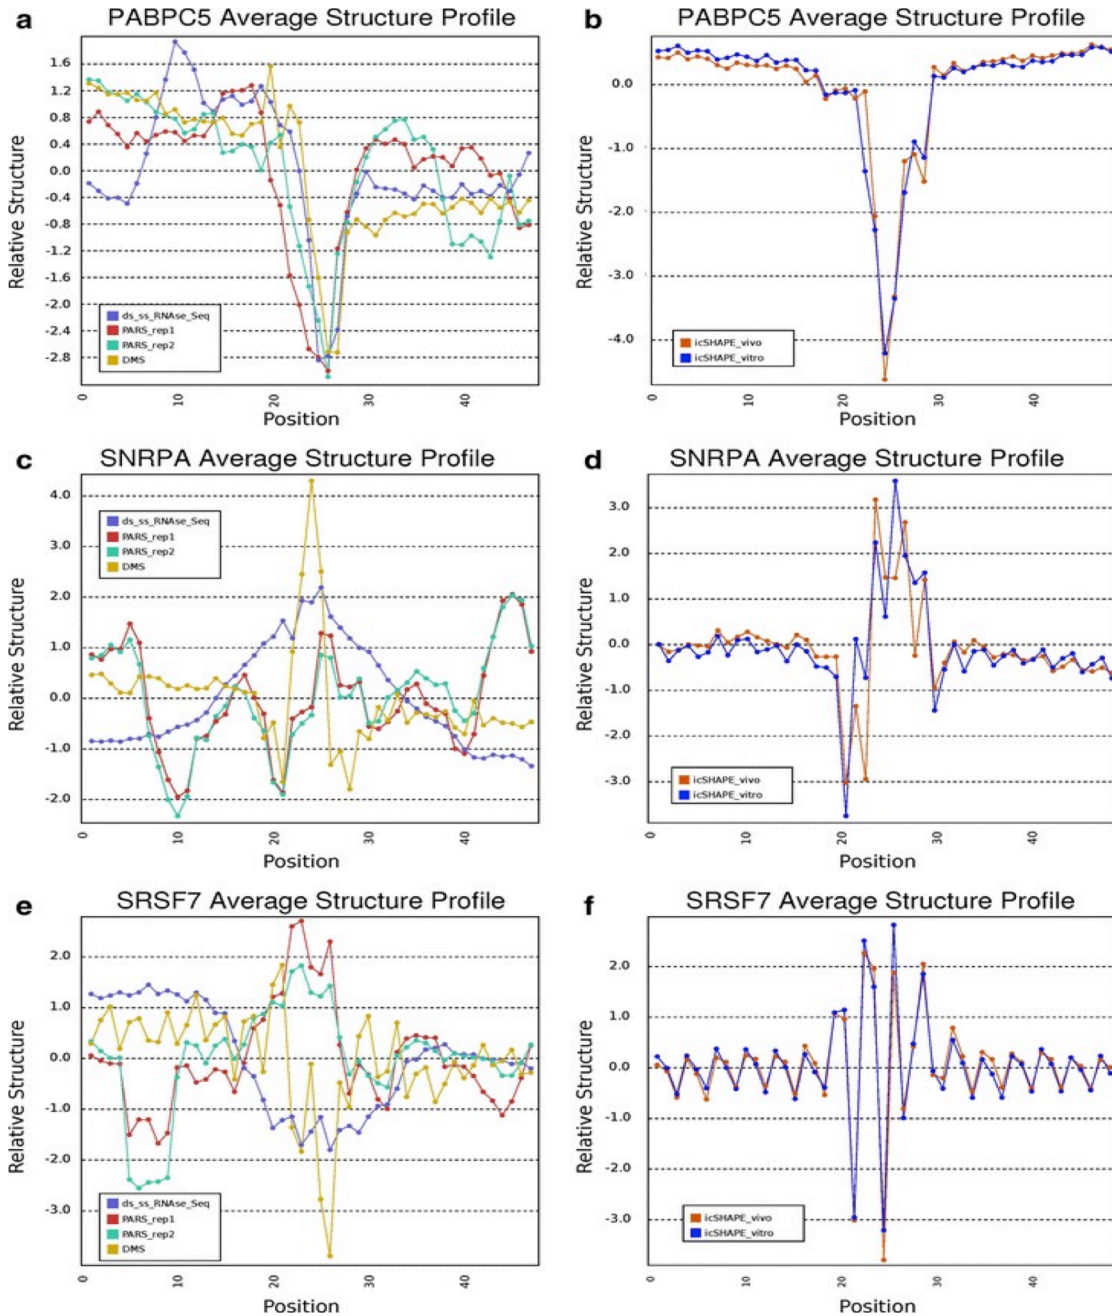 a
PABPC5 Average Structure Profile
1.6
1.2
0.8
0.4
0.0
-0.4
-0.8
-1.2
-1.6
-2.0
-2.4
-2.8
Relative Structure
ds_ss_RNAse_Seq
PARS_rep1
PARS_rep2
DMS
0 10 20 30 40
Position
b
PABPC5 Average Structure Profile
0.0
-1.0
-2.0
-3.0
-4.0
Relative Structure
icSHAPE_vivo
icSHAPE_vitro
0 10 20 30 40
Position
c
SNRPA Average Structure Profile
4.0
3.0
2.0
1.0
0.0
-1.0
-2.0
Relative Structure
ds_ss_RNAse_Seq
PARS_rep1
PARS_rep2
DMS
0 10 20 30 40
Position
d
SNRPA Average Structure Profile
3.0
2.0
1.0
0.0
-1.0
-2.0
-3.0
Relative Structure
icSHAPE_vivo
icSHAPE_vitro
0 10 20 30 40
Position
e
SRSF7 Average Structure Profile
2.0
1.0
0.0
-1.0
-2.0
-3.0
Relative Structure
ds_ss_RNAse_Seq
PARS_rep1
PARS_rep2
DMS
0 10 20 30 40
Position
f
SRSF7 Average Structure Profile
2.0
1.0
0.0
-1.0
-2.0
-3.0
Relative Structure
icSHAPE_vivo
icSHAPE_vitro
0 10 20 30 40
Position